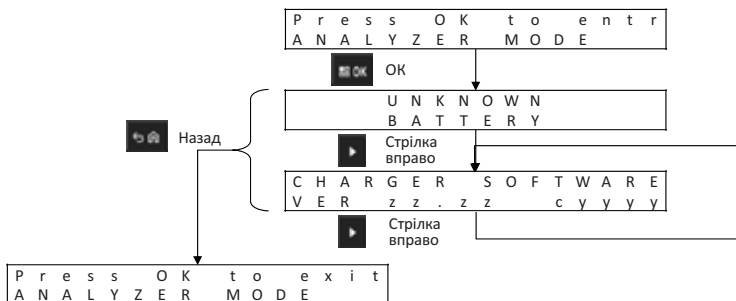 Press OK to entr
ANALYZER MODE
OK ОК
UNKNOWN
BATTERY
Назад
Стрілка
вправо
CHARGER SOFTWARE
VER zz.zz cyyyy
Стрілка
вправо
Press OK to exit
ANALYZER MODE